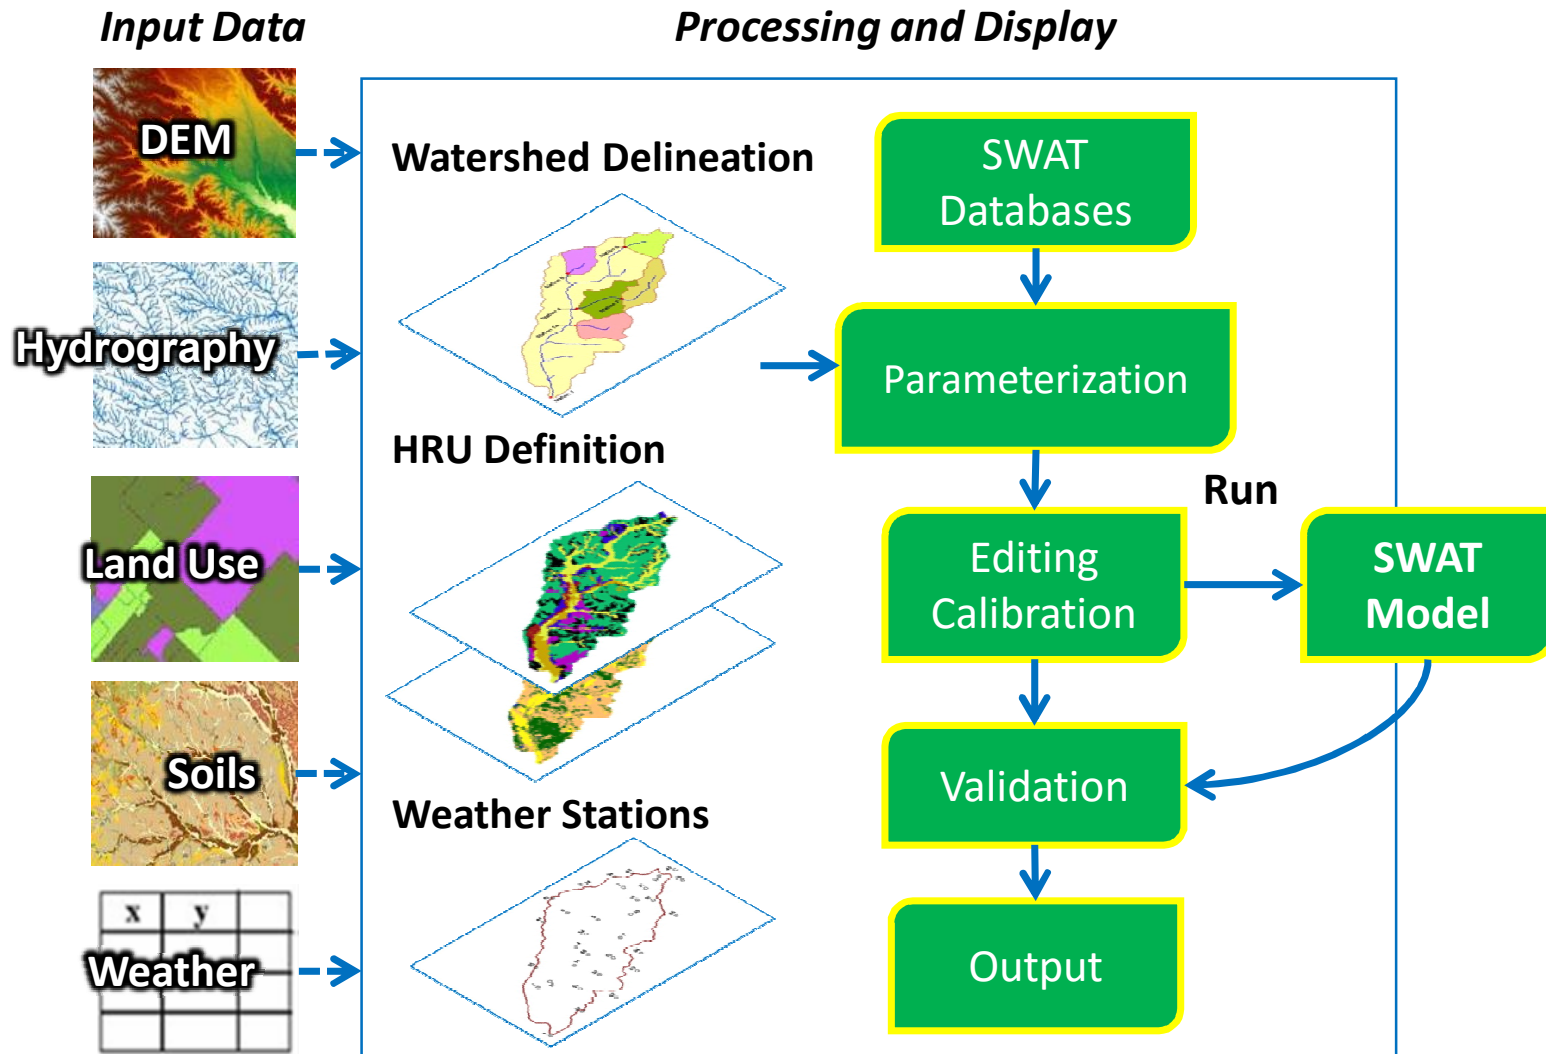 Input Data
Processing and Display
DEM
Hydrography
Land Use
Soils
x y
Weather
Watershed Delineation
HRU Definition
Weather Stations
SWAT
Databases
Parameterization
Editing
Calibration
Run
SWAT
Model
Validation
Output